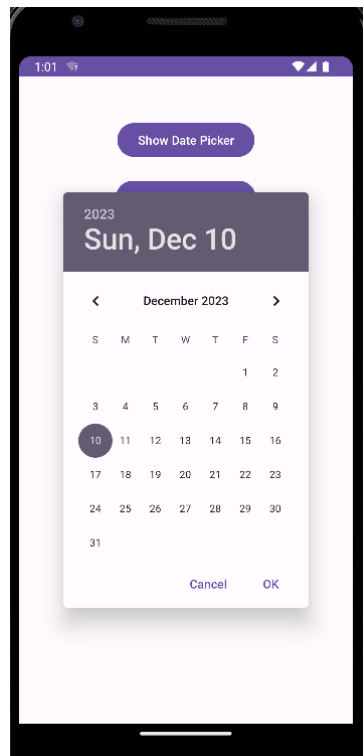 1:01
Show Date Picker
2023
Sun, Dec 10
December 2023
S M T W T F S
1 2
3 4 5 6 7 8 9
10 11 12 13 14 15 16
17 18 19 20 21 22 23
24 25 26 27 28 29 30
31
Cancel OK